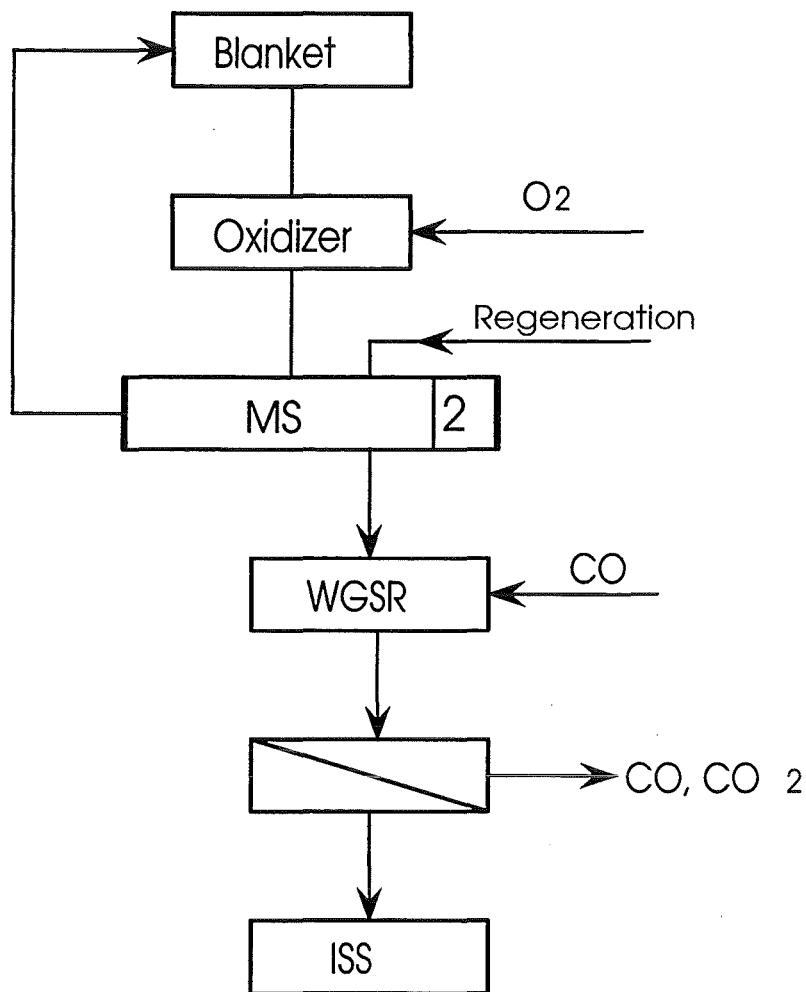 Blanket
O2
Oxidizer
Regeneration
MS 2
CO
WGSR
CO, CO 2
ISS